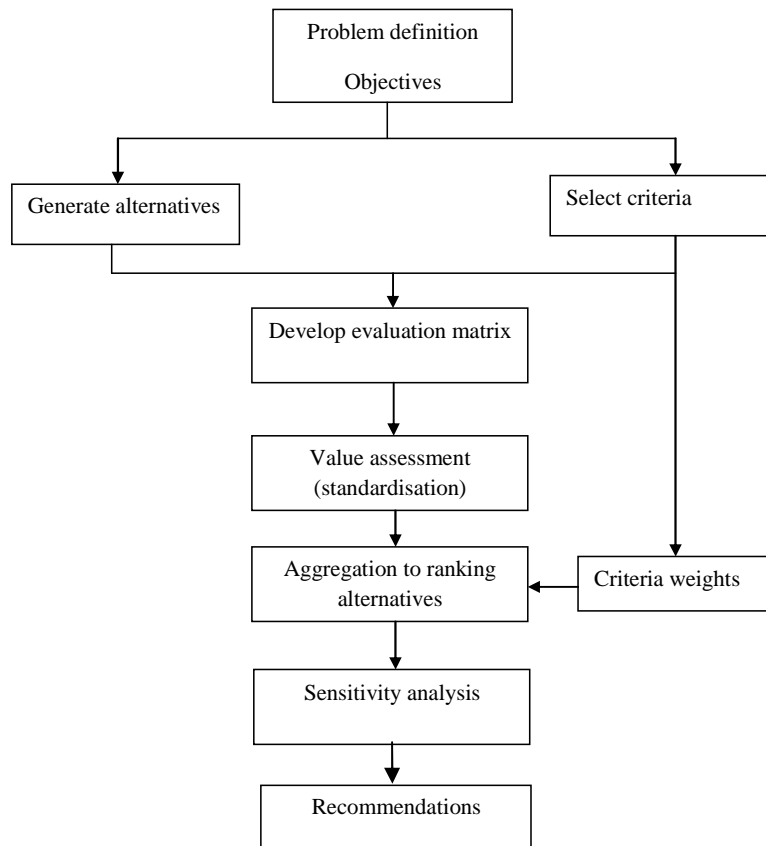 Problem definition
Objectives
Generate alternatives
Select criteria
Develop evaluation matrix
Value assessment
(standardisation)
Aggregation to ranking
alternatives
Criteria weights
Sensitivity analysis
Recommendations